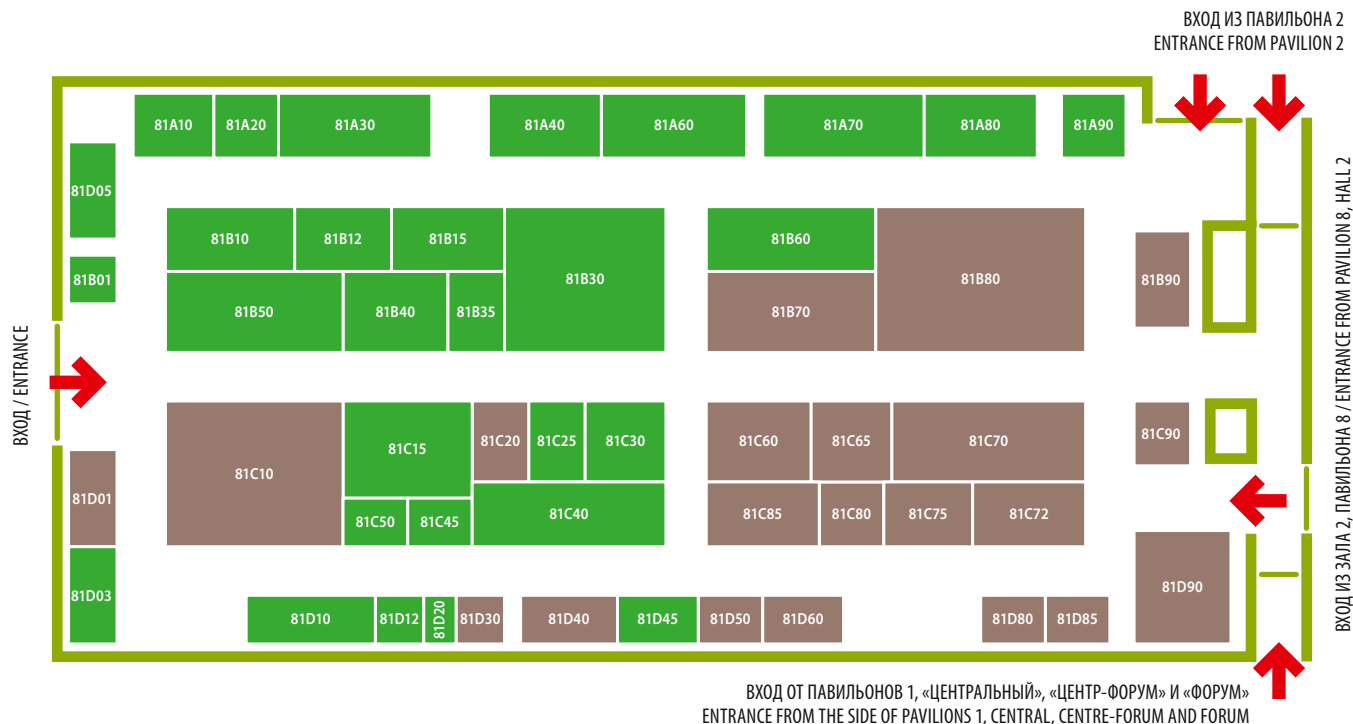 ВХОД ИЗ ПАВИЛЬОНА 2
ENTRANCE FROM PAVILION 2
81A10
81A20
81A30
81A40
81A60
81A70
81A80
81A90
81D05
81B01
81B10
81B12
81B15
81B30
81B50
81B40
81B35
81B60
81B70
81B80
81B90
ВХОД / ENTRANCE
ВХОД ИЗ ЗАЛА 2, ПАВИЛЬОНА 8 / ENTRANCE FROM PAVILION 8, HALL 2
81D01
81D03
81C10
81C15
81C20
81C25
81C30
81C50
81C45
81C40
81C60
81C65
81C70
81C85
81C80
81C75
81C72
81C90
81D10
81D12
81D20
81D30
81D40
81D45
81D50
81D60
81D80
81D85
81D90
ВХОД ОТ ПАВИЛЬОНОВ 1, «ЦЕНТРАЛЬНЫЙ», «ЦЕНТР-ФОРУМ» И «ФОРУМ»
ENTRANCE FROM THE SIDE OF PAVILIONS 1, CENTRAL, CENTRE-FORUM AND FORUM